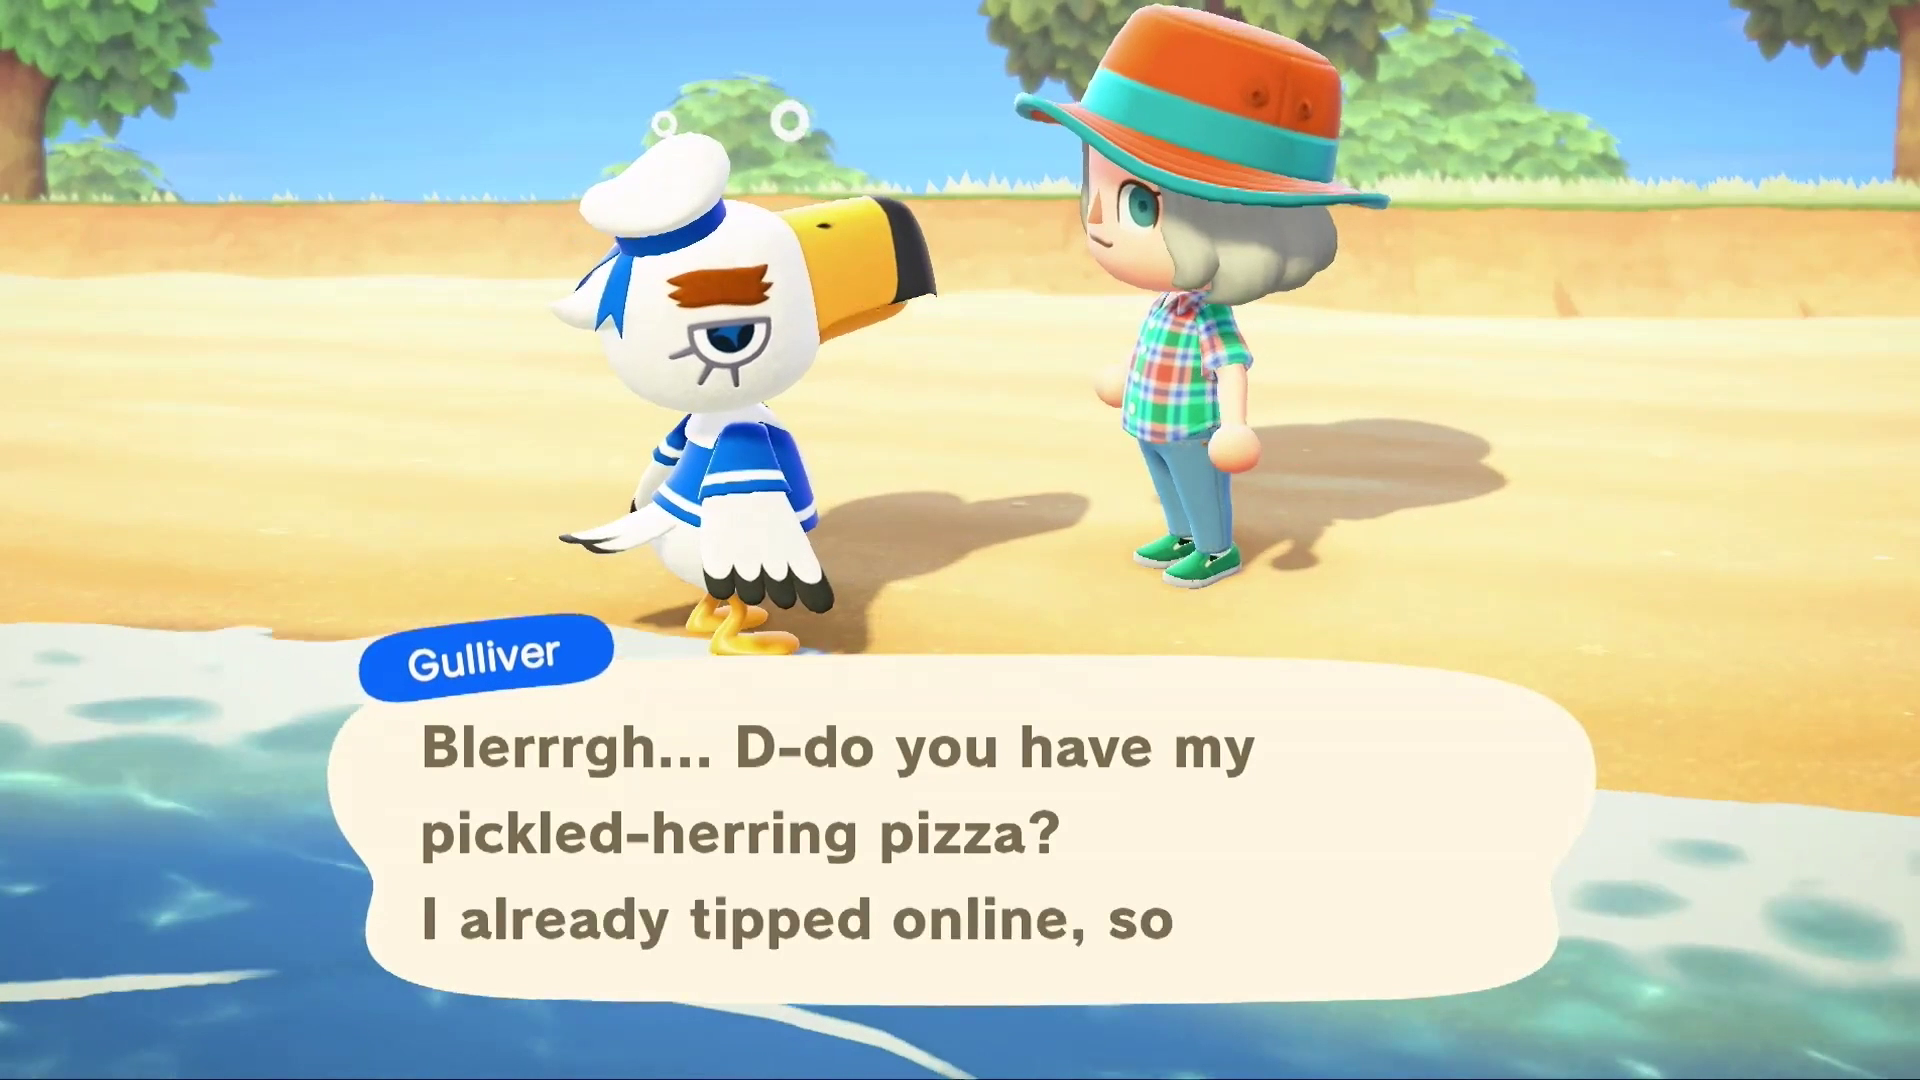 Gulliver
Blerrrgh... D-do you have my
pickled-herring pizza?
I already tipped online, so